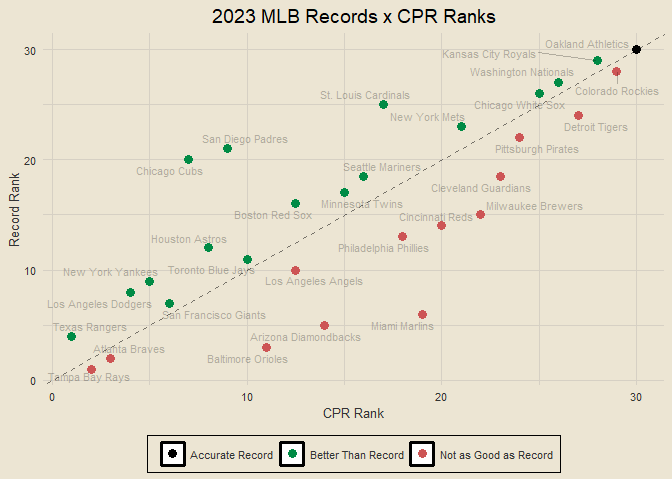 2023 MLB Records x CPR Ranks
Record Rank
30
20
10
0
Oakland Athletics
Kansas City Royals
Washington Nationals
Colorado Rockies
St. Louis Cardinals
Chicago White Sox
New York Mets
Detroit Tigers
San Diego Padres
Pittsburgh Pirates
Chicago Cubs
Seattle Mariners
Cleveland Guardians
Minnesota Twins
Milwaukee Brewers
Boston Red Sox
Cincinnati Reds
Houston Astros
Philadelphia Phillies
New York Yankees
Toronto Blue Jays
Los Angeles Angels
Los Angeles Dodgers
San Francisco Giants
Texas Rangers
Miami Marlins
Arizona Diamondbacks
Atlanta Braves
Baltimore Orioles
Tampa Bay Rays
0
10
20
30
CPR Rank
Accurate Record
Better Than Record
Not as Good as Record